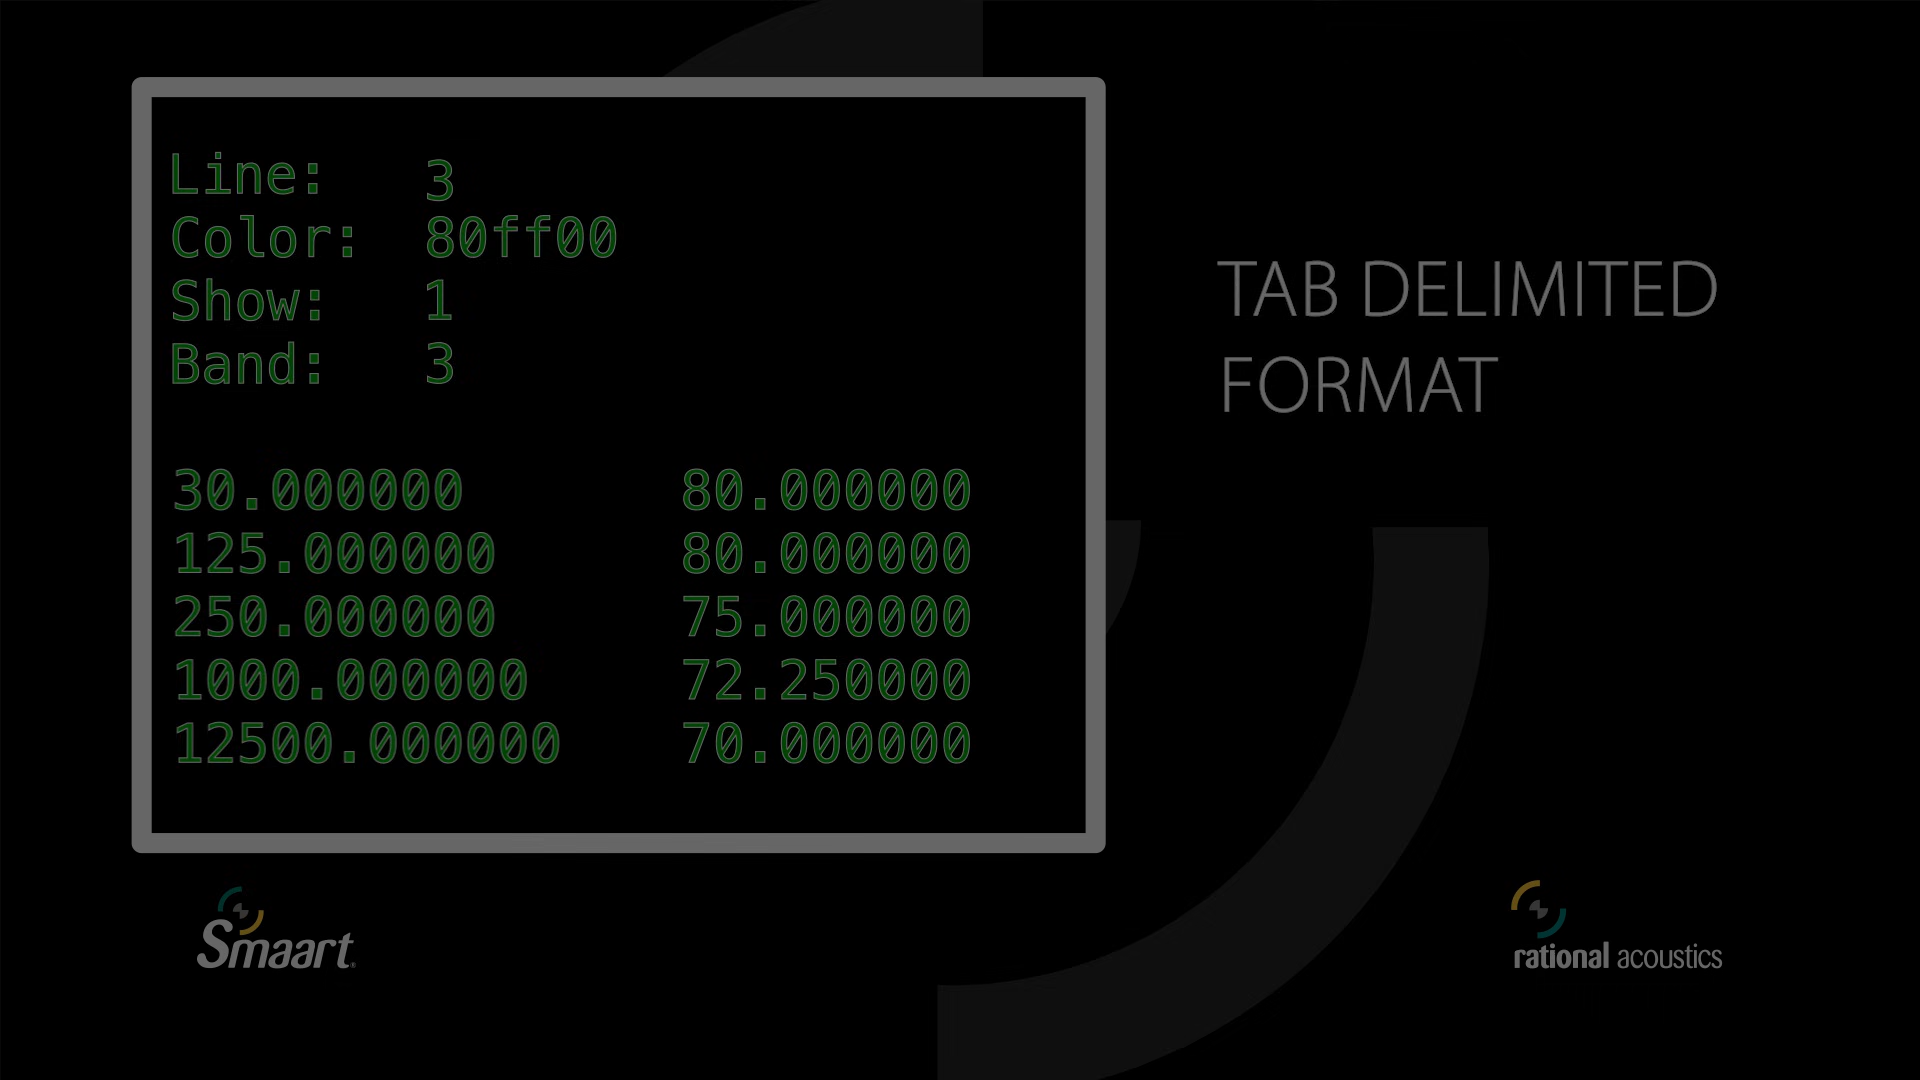 Line: 3
Color: 80ff00
Show: 1
Band: 3
30.000000 80.000000
125.000000 80.000000
250.000000 75.000000
1000.000000 72.250000
12500.000000 70.000000
TAB DELIMITED
FORMAT
Smaart®
rational acoustics